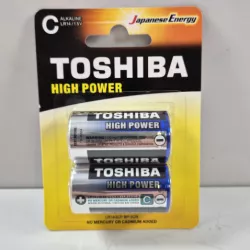 C
ALKALINE
LR14 / 1.5V
Japanese Energy
TOSHIBA
HIGH POWER
TOSHIBA
HIGH POWER
TOSHIBA
HIGH POWER
C
NO MERCURY OR CADMIUM ADDED